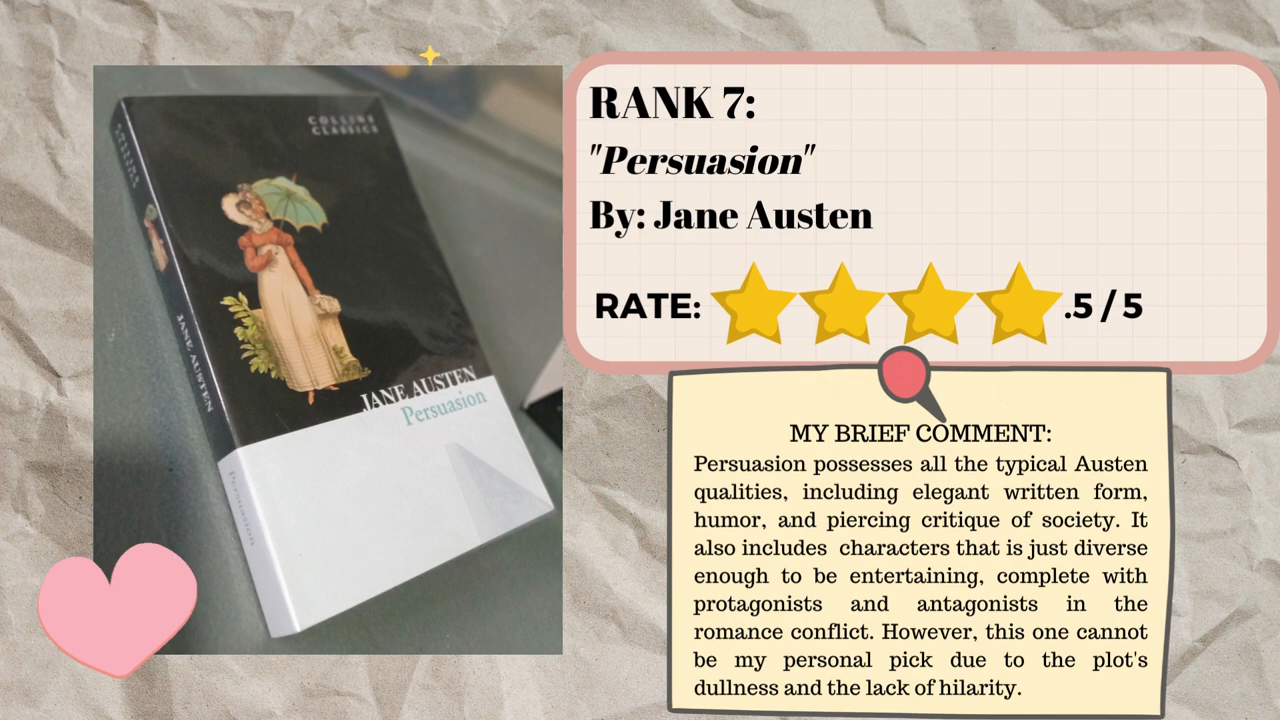 COLLINS
CLASSICS
COLLINS
CLASSICS
JANE AUSTEN
Persuasion
JANE AUSTEN
Persuasion
RANK 7:
"Persuasion"
By: Jane Austen
RATE: .5 / 5
MY BRIEF COMMENT:
Persuasion possesses all the typical Austen
qualities, including elegant written form,
humor, and piercing critique of society. It
also includes characters that is just diverse
enough to be entertaining, complete with
protagonists and antagonists in the
romance conflict. However, this one cannot
be my personal pick due to the plot's
dullness and the lack of hilarity.